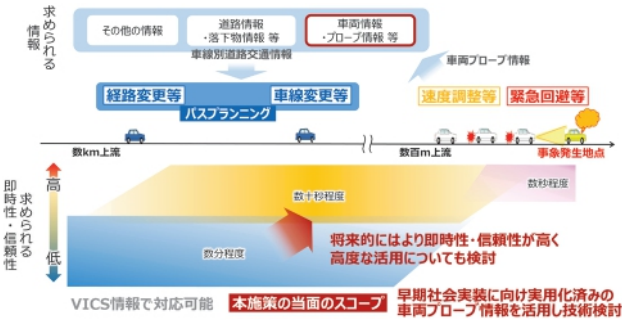 求められる
情報
その他の情報
道路情報
・落下物情報 等
車両情報
・プローブ情報 等
車線別道路交通情報
車両プローブ情報
経路変更等
車線変更等
パスプランニング
速度調整等
緊急回避等
数km上流
数百m上流
事象発生地点
求められる
即時性・信頼性
高
低
数分程度
数十秒程度
数秒程度
将来的にはより即時性・信頼性が高く
高度な活用についても検討
VICS情報で対応可能
本施策の当面のスコープ
早期社会実装に向け実用化済みの
車両プローブ情報を活用し技術検討